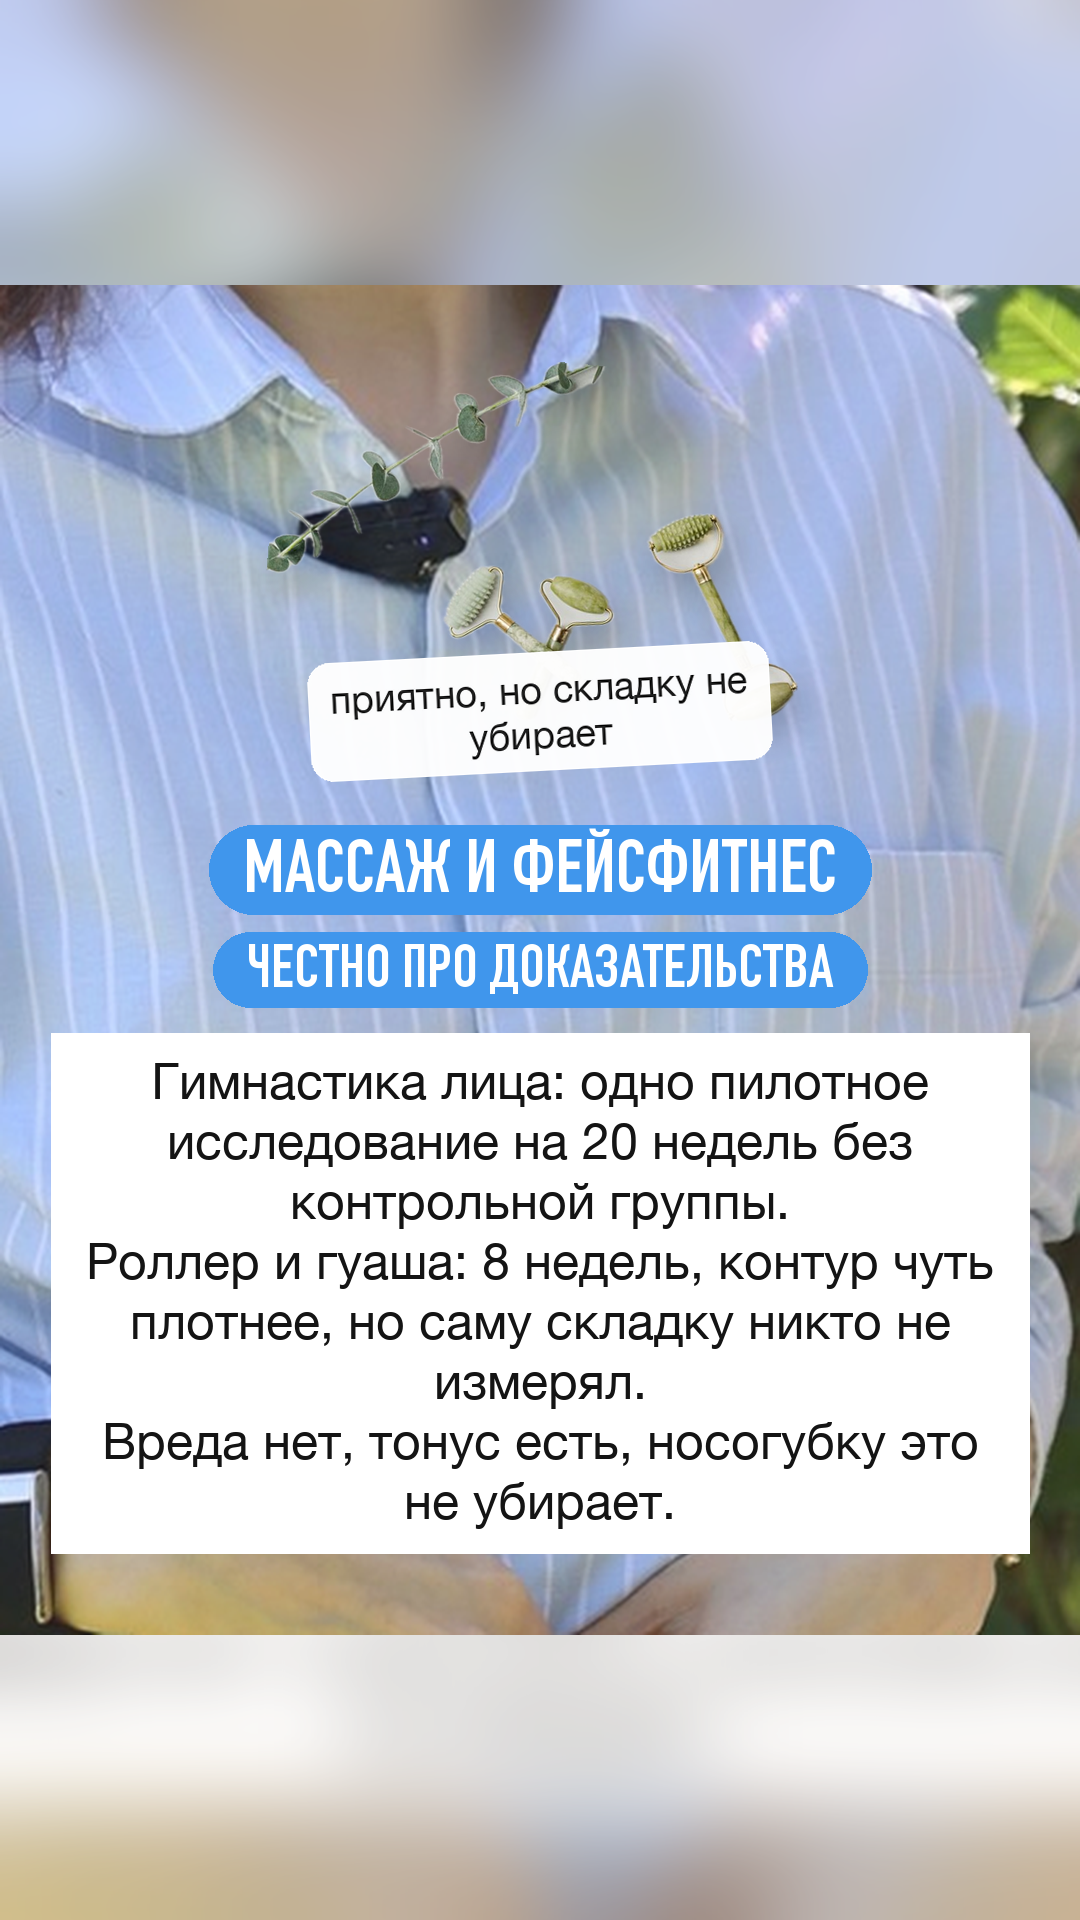 приятно, но складку не
убирает
МАССАЖ И ФЕЙСФИТНЕС
ЧЕСТНО ПРО ДОКАЗАТЕЛЬСТВА
Гимнастика лица: одно пилотное
исследование на 20 недель без
контрольной группы.
Роллер и гуаша: 8 недель, контур чуть
плотнее, но саму складку никто не
измерял.
Вреда нет, тонус есть, носогубку это
не убирает.